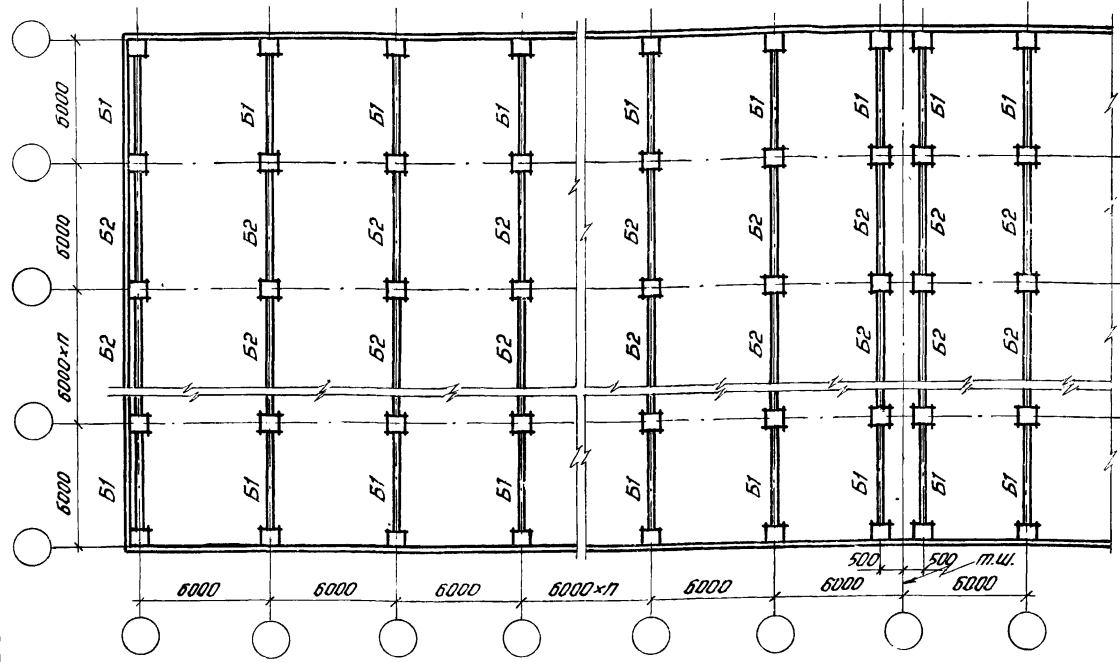 6000 Б1 Б1 Б1 Б1 Б1 Б1 Б1 Б1 Б1
6000 Б2 Б2 Б2 Б2 Б2 Б2 Б2 Б2 Б2
6000×п Б2 Б2 Б2 Б2 Б2 Б2 Б2 Б2 Б2
6000 Б1 Б1 Б1 Б1 Б1 Б1 Б1 Б1 Б1
500 500 т.ш.
6000 6000 6000 6000×п 6000 6000 6000